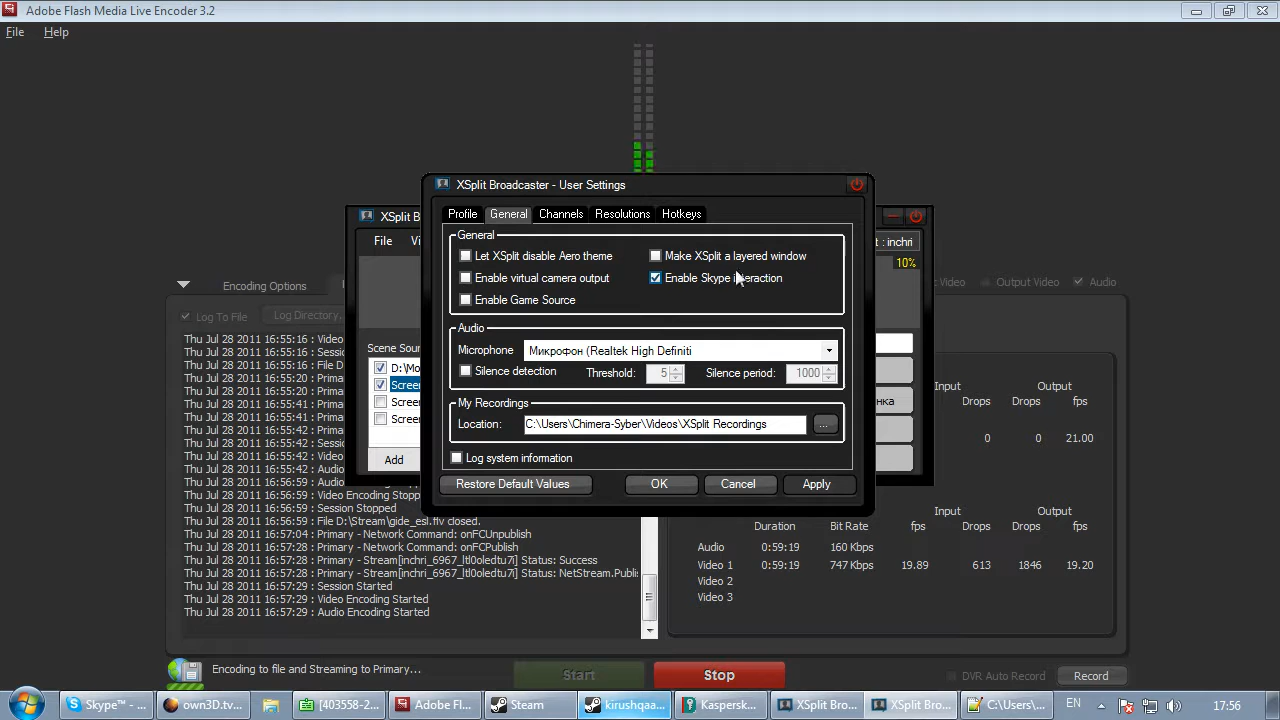 Adobe Flash Media Live Encoder 3.2
File Help
XSplit Broadcaster - User Settings
Profile General Channels Resolutions Hotkeys
General
Let XSplit disable Aero theme
Make XSplit a layered window
Enable virtual camera output
Enable Skype interaction
Enable Game Source
Audio
Microphone
Микрофон (Realtek High Definiti
Silence detection
Threshold: 5
Silence period: 1000
My Recordings
Location: C:\Users\Chimera-Syber\Videos\XSplit Recordings ...
Log system information
Restore Default Values OK Cancel Apply
XSplit B
File Vi
: inchri
10%
Scene Sour
D:\Mo
Scree
Scree
Scree
Add
нка
Encoding Options
Video Output Video Audio
Log To File Log Directory:
Thu Jul 28 2011 16:55:16 : Video
Thu Jul 28 2011 16:55:16 : Sessi
Thu Jul 28 2011 16:55:16 : File D
Thu Jul 28 2011 16:55:20 : Prima
Thu Jul 28 2011 16:55:20 : Prima
Thu Jul 28 2011 16:55:41 : Prima
Thu Jul 28 2011 16:55:41 : Prima
Thu Jul 28 2011 16:55:42 : Prima
Thu Jul 28 2011 16:55:42 : Sessi
Thu Jul 28 2011 16:55:42 : Video
Thu Jul 28 2011 16:55:42 : Audio
Thu Jul 28 2011 16:56:59 : Audio Encoding Stopp
Thu Jul 28 2011 16:56:59 : Video Encoding Stopp
Thu Jul 28 2011 16:56:59 : Session Stopped
Thu Jul 28 2011 16:56:59 : File D:\Stream\gide_esl.flv closed.
Thu Jul 28 2011 16:57:04 : Primary - Network Command: onFCUnpublish
Thu Jul 28 2011 16:57:28 : Primary - Network Command: onFCPublish
Thu Jul 28 2011 16:57:28 : Primary - Stream[inchri_6967_ltl0oledtu7i] Status: Success
Thu Jul 28 2011 16:57:28 : Primary - Stream[inchri_6967_ltl0oledtu7i] Status: NetStream.Publis
Thu Jul 28 2011 16:57:29 : Session Started
Thu Jul 28 2011 16:57:29 : Video Encoding Started
Thu Jul 28 2011 16:57:29 : Audio Encoding Started
Input Output
Drops Drops fps
0 0 21.00
Input Output
Duration Bit Rate fps Drops Drops fps
Audio 0:59:19 160 Kbps
Video 1 0:59:19 747 Kbps 19.89 613 1846 19.20
Video 2
Video 3
Encoding to file and Streaming to Primary...
Start Stop DVR Auto Record Record
Skype™ - ... own3D.tv... [403558-2... Adobe Fl... Steam kirushqaa... Kaspersk... XSplit Bro... XSplit Bro... C:\Users\... EN 17:56